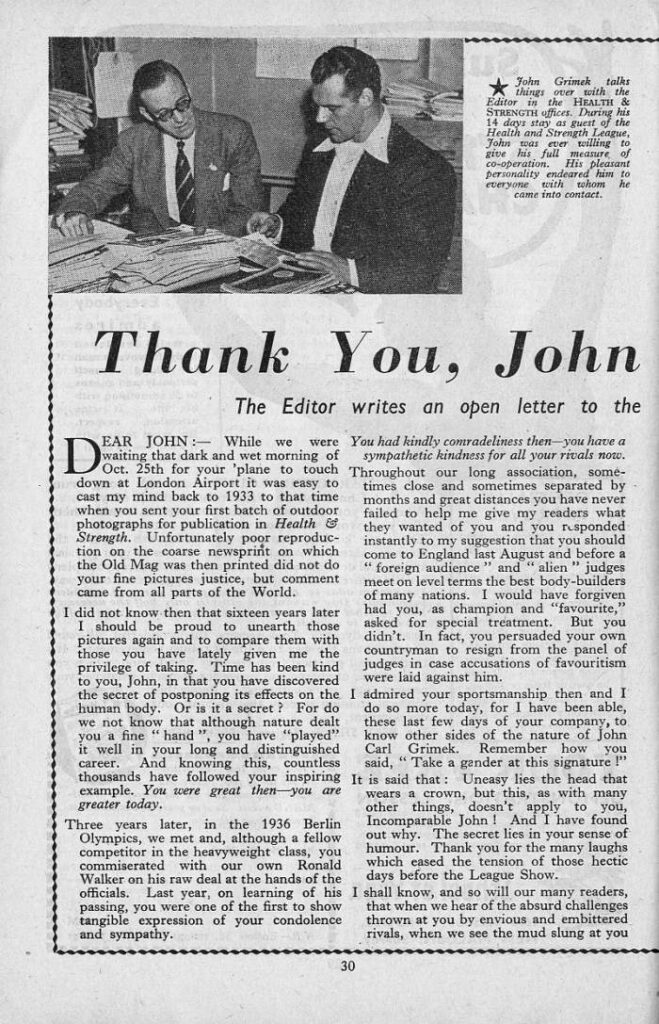 ★ John Grimek talks
things over with the
Editor in the HEALTH &
STRENGTH offices. During his
14 days stay as guest of the
Health and Strength League,
John was ever willing to
give his full measure of
co-operation. His pleasant
personality endeared him to
everyone with whom he
came into contact.
Thank You, John
The Editor writes an open letter to the
DEAR JOHN :— While we were
waiting that dark and wet morning of
Oct. 25th for your 'plane to touch
down at London Airport it was easy to
cast my mind back to 1933 to that time
when you sent your first batch of outdoor
photographs for publication in Health &
Strength. Unfortunately poor reproduc-
tion on the coarse newsprint on which
the Old Mag was then printed did not do
your fine pictures justice, but comment
came from all parts of the World.
I did not know then that sixteen years later
I should be proud to unearth those
pictures again and to compare them with
those you have lately given me the
privilege of taking. Time has been kind
to you, John, in that you have discovered
the secret of postponing its effects on the
human body. Or is it a secret ? For do
we not know that although nature dealt
you a fine " hand ", you have "played"
it well in your long and distinguished
career. And knowing this, countless
thousands have followed your inspiring
example. You were great then—you are
greater today.
Three years later, in the 1936 Berlin
Olympics, we met and, although a fellow
competitor in the heavyweight class, you
commiserated with our own Ronald
Walker on his raw deal at the hands of the
officials. Last year, on learning of his
passing, you were one of the first to show
tangible expression of your condolence
and sympathy.
You had kindly comradeliness then—you have a
sympathetic kindness for all your rivals now.
Throughout our long association, some-
times close and sometimes separated by
months and great distances you have never
failed to help me give my readers what
they wanted of you and you responded
instantly to my suggestion that you should
come to England last August and before a
" foreign audience " and " alien " judges
meet on level terms the best body-builders
of many nations. I would have forgiven
had you, as champion and "favourite,"
asked for special treatment. But you
didn't. In fact, you persuaded your own
countryman to resign from the panel of
judges in case accusations of favouritism
were laid against him.
I admired your sportsmanship then and I
do so more today, for I have been able,
these last few days of your company, to
know other sides of the nature of John
Carl Grimek. Remember how you
said, " Take a gander at this signature !"
It is said that : Uneasy lies the head that
wears a crown, but this, as with many
other things, doesn't apply to you,
Incomparable John ! And I have found
out why. The secret lies in your sense of
humour. Thank you for the many laughs
which eased the tension of those hectic
days before the League Show.
I shall know, and so will our many readers,
that when we hear of the absurd challenges
thrown at you by envious and embittered
rivals, when we see the mud slung at you
30